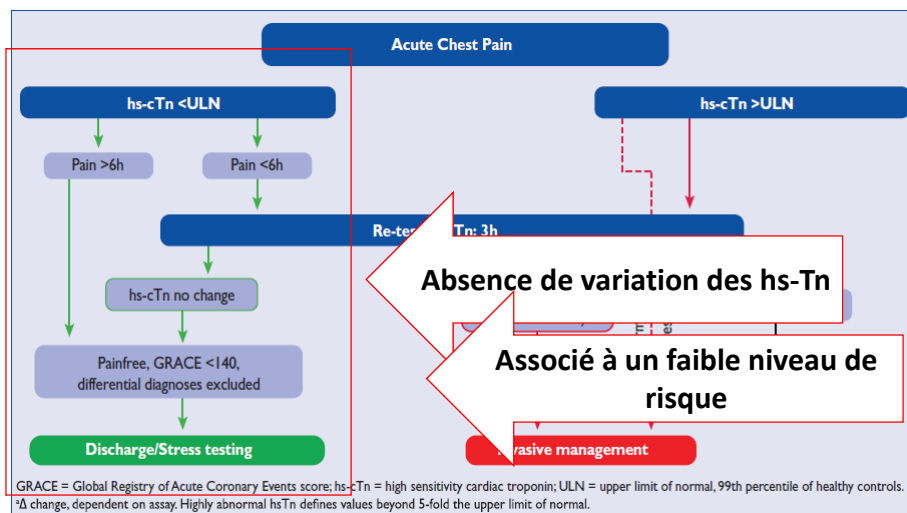 Acute Chest Pain
hs-cTn <ULN
hs-cTn >ULN
Pain >6h
Pain <6h
3h
Absence de variation des hs-Tn
hs-cTn no change
Associé à un faible niveau de
risque
Painfree, GRACE <140,
differential diagnoses excluded
Discharge/Stress testing
management
GRACE = Global Registry of Acute Coronary Events score; hs-cTn = high sensitivity cardiac troponin; ULN = upper limit of normal, 99th percentile of healthy controls.
ᵃΔ change, dependent on assay. Highly abnormal hsTn defines values beyond 5-fold the upper limit of normal.